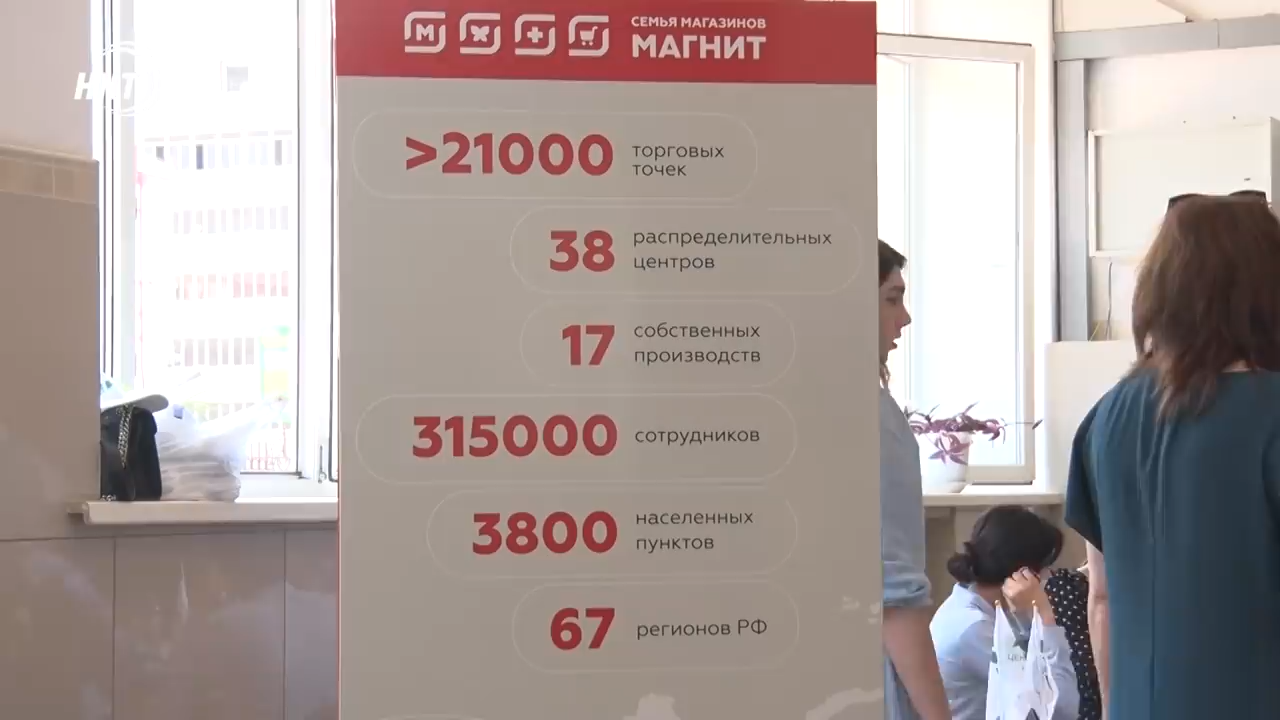 СЕМЬЯ МАГАЗИНОВ
МАГНИТ
>21000 торговых
точек
38 распределительных
центров
17 собственных
производств
315000 сотрудников
3800 населенных
пунктов
67 регионов РФ